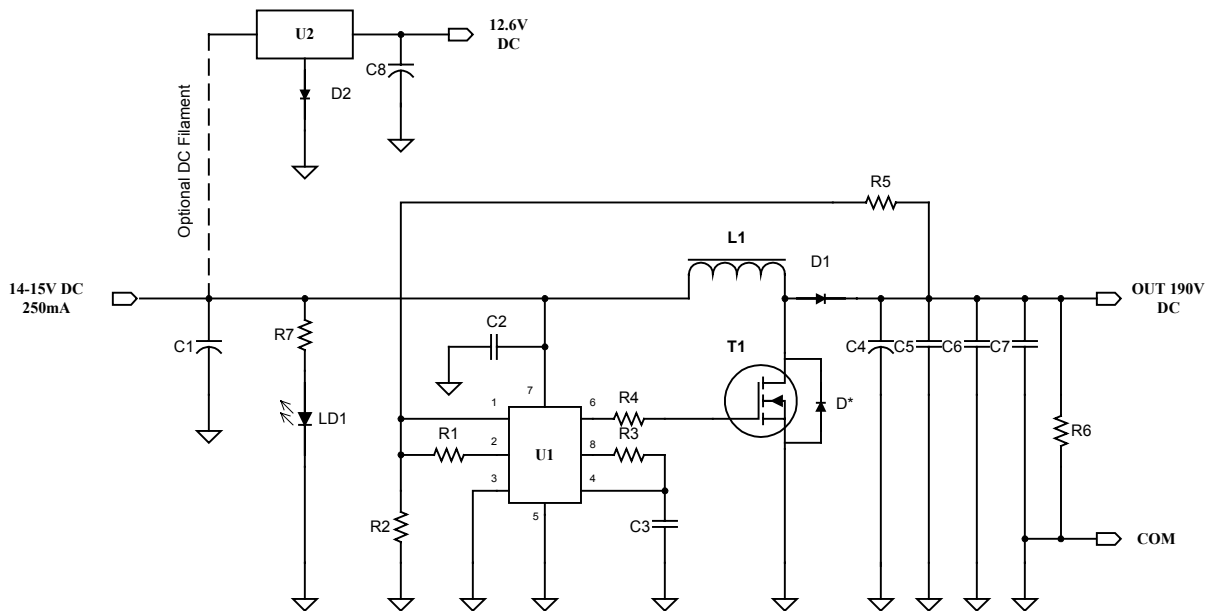 U2
12.6V
DC
C8
D2
Optional DC Filament
R5
L1
D1
14-15V DC
250mA
OUT 190V
DC
C1
R7
C2
C4
C5
C6
C7
T1
7
LD1
1
6
R4
D*
R6
R1
2
U1
8
R3
3
4
R2
5
C3
COM